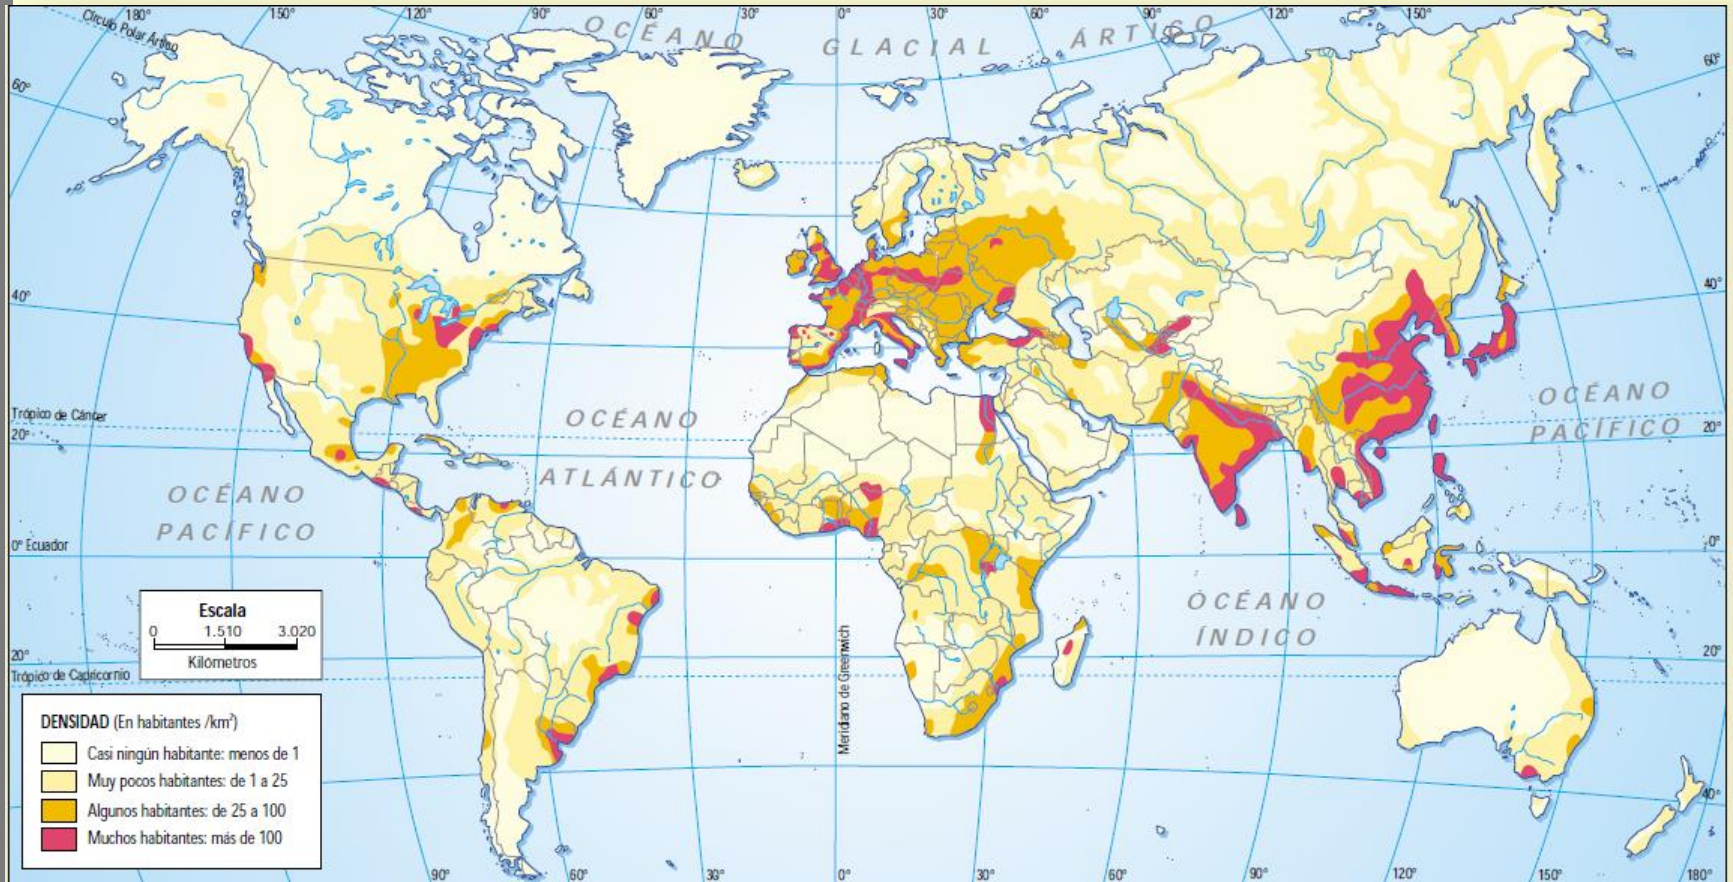 180°
150°
120°
90°
60°
30°
0°
30°
60°
90°
120°
150°
Círculo Polar Ártico
OCÉANO
GLACIAL
ÁRTICO
60°
60°
40°
40°
Trópico de Cáncer
20°
20°
OCÉANO
ATLÁNTICO
OCÉANO
PACÍFICO
OCÉANO
PACÍFICO
0° Ecuador
0°
OCÉANO
ÍNDICO
Meridiano de Greenwich
Escala
0 1.510 3.020
Kilómetros
20°
20°
Trópico de Capricornio
DENSIDAD (En habitantes /km²)
Casi ningún habitante: menos de 1
Muy pocos habitantes: de 1 a 25
Algunos habitantes: de 25 a 100
Muchos habitantes: más de 100
40°
90°
60°
30°
0°
30°
60°
90°
120°
150°
180°